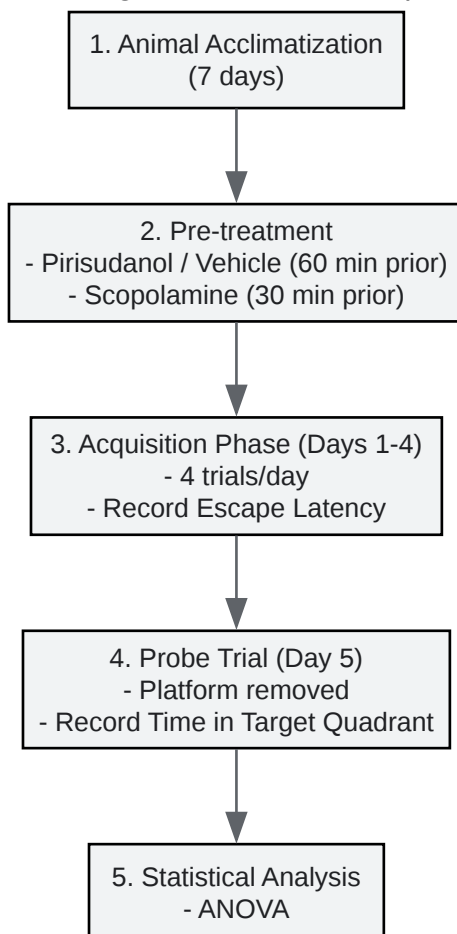 1. Animal Acclimatization
(7 days)
2. Pre-treatment
- Pirisudanol / Vehicle (60 min prior)
- Scopolamine (30 min prior)
3. Acquisition Phase (Days 1-4)
- 4 trials/day
- Record Escape Latency
4. Probe Trial (Day 5)
- Platform removed
- Record Time in Target Quadrant
5. Statistical Analysis
- ANOVA